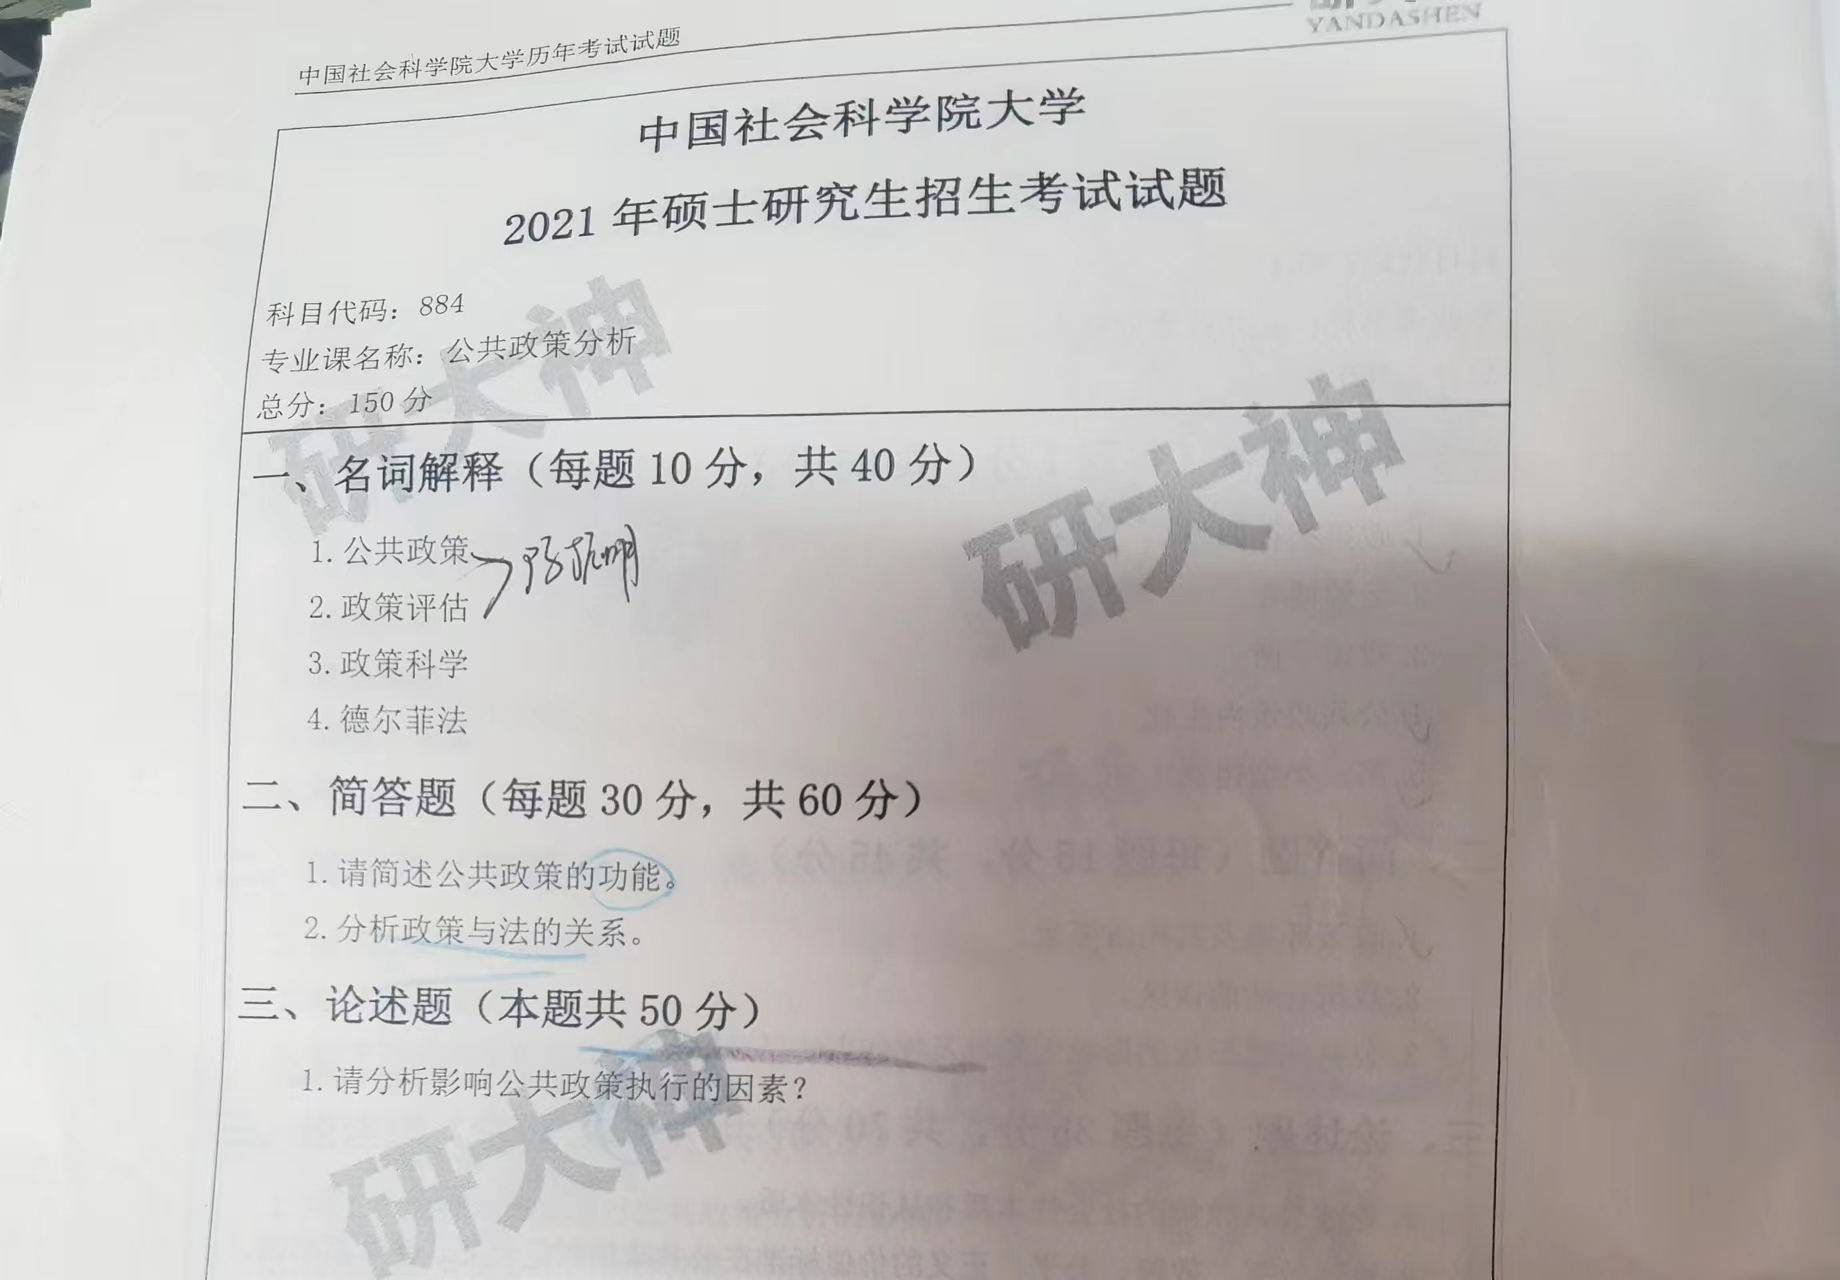 中国社会科学院大学历年考试试题
YANDASHEN
中国社会科学院大学
2021 年硕士研究生招生考试试题
科目代码：884
专业课名称：公共政策分析
总分：150 分
一、名词解释（每题 10 分，共 40 分）
1. 公共政策
2. 政策评估
3. 政策科学
4. 德尔菲法
二、简答题（每题 30 分，共 60 分）
1. 请简述公共政策的功能。
2. 分析政策与法的关系。
三、论述题（本题共 50 分）
1. 请分析影响公共政策执行的因素？
研大神
研大神
研大神